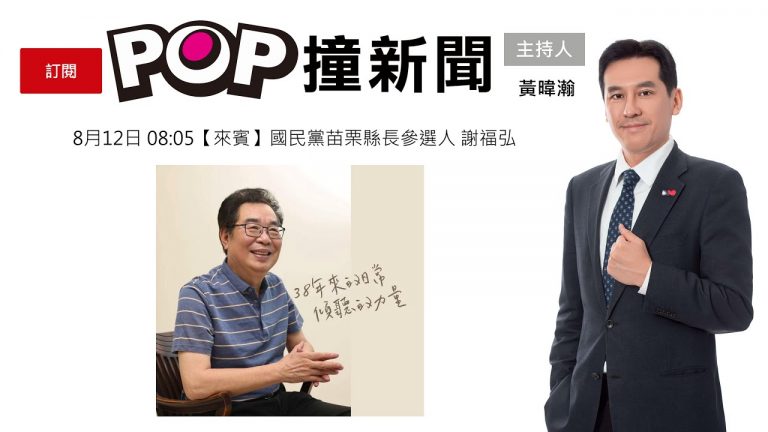 訂閱
POP撞新聞
主持人
黃暐瀚
8月12日 08:05【來賓】國民黨苗栗縣長參選人 謝福弘
38年來的日常
傾聽的力量